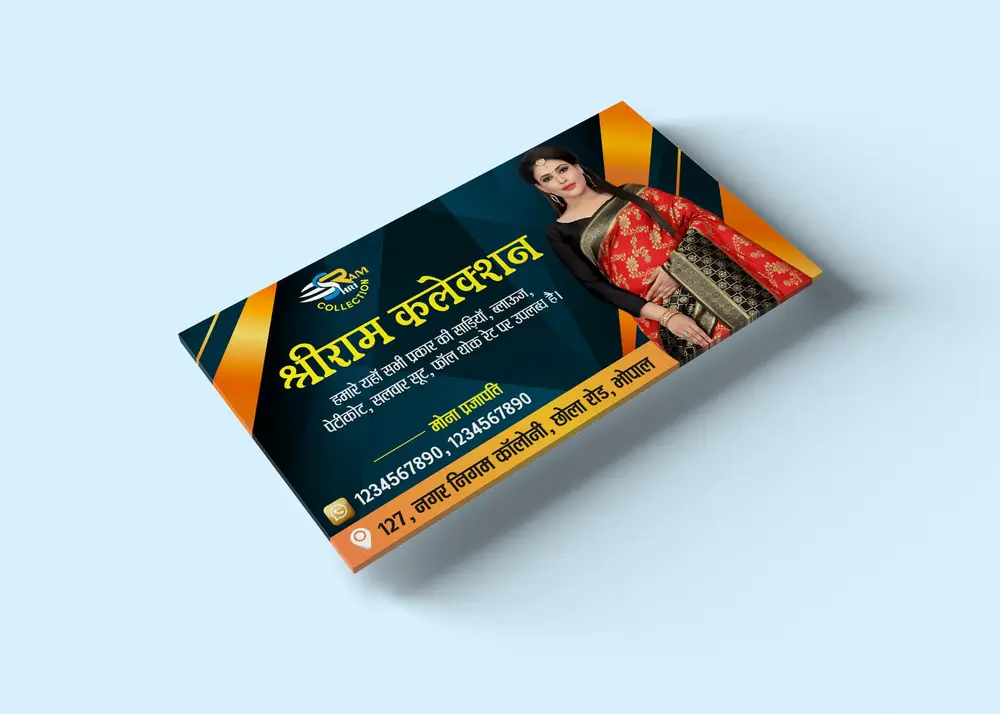 SHRI RAM
COLLECTION
श्रीराम कलेक्शन
हमारे यहाँ सभी प्रकार की साड़ियाँ, ब्लाऊज,
पेटीकोट, सलवार सूट, फॉल थोक रेट पर उपलब्ध है।
मोना प्रजापति
1234567890, 1234567890
127, नगर निगम कॉलोनी, छोला रोड, भोपाल